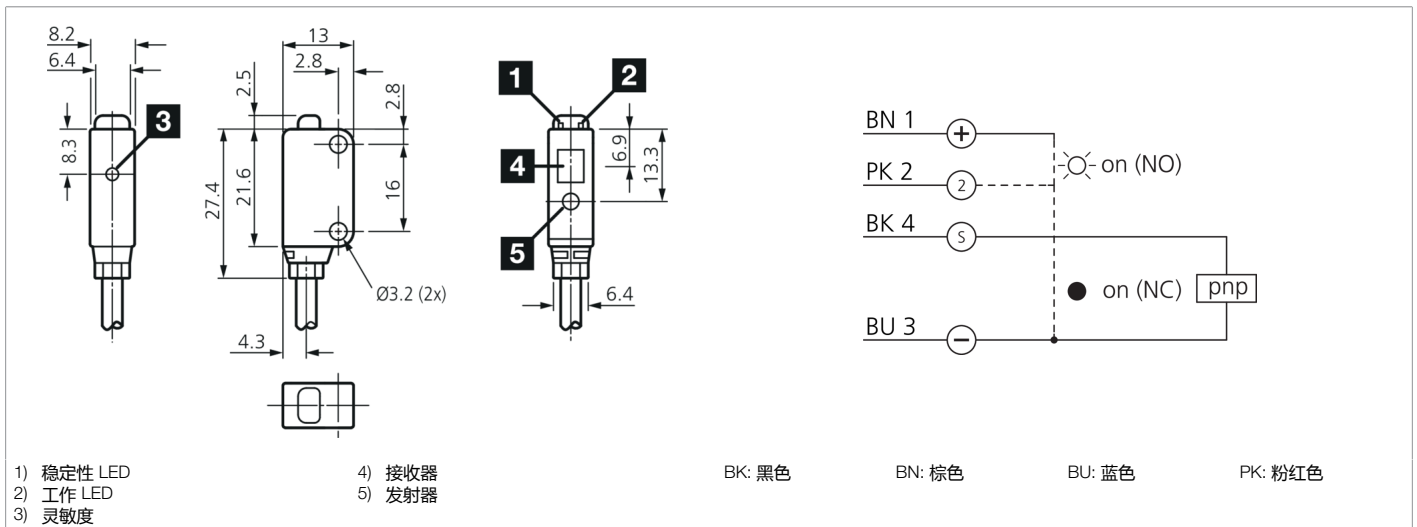 8.2
6.4
3
8.3
13
2.8
2.5
2.8
27.4
21.6
16
Ø3.2 (2x)
4.3
1
2
4
6.9
13.3
5
6.4
BN 1
+
on (NO)
PK 2
2
BK 4
S
on (NC)
pnp
BU 3
−
1) 稳定性 LED
2) 工作 LED
3) 灵敏度
4) 接收器
5) 发射器
BK: 黑色
BN: 棕色
BU: 蓝色
PK: 粉红色